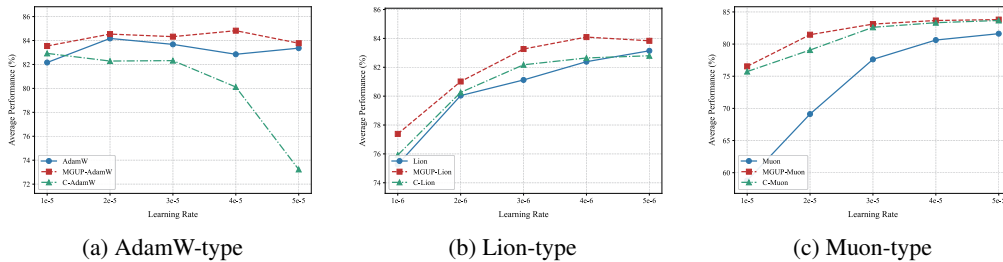 86
84
82
80
78
76
74
72
Average Performance (%)
AdamW
MGUP-AdamW
C-AdamW
1e-5
2e-5
3e-5
4e-5
5e-5
Learning Rate
(a) AdamW-type
86
84
82
80
78
76
74
Average Performance (%)
Lion
MGUP-Lion
C-Lion
1e-6
2e-6
3e-6
4e-6
5e-6
Learning Rate
(b) Lion-type
85
80
75
70
65
60
Average Performance (%)
Muon
MGUP-Muon
C-Muon
1e-5
2e-5
3e-5
4e-5
Learning Rate
(c) Muon-type